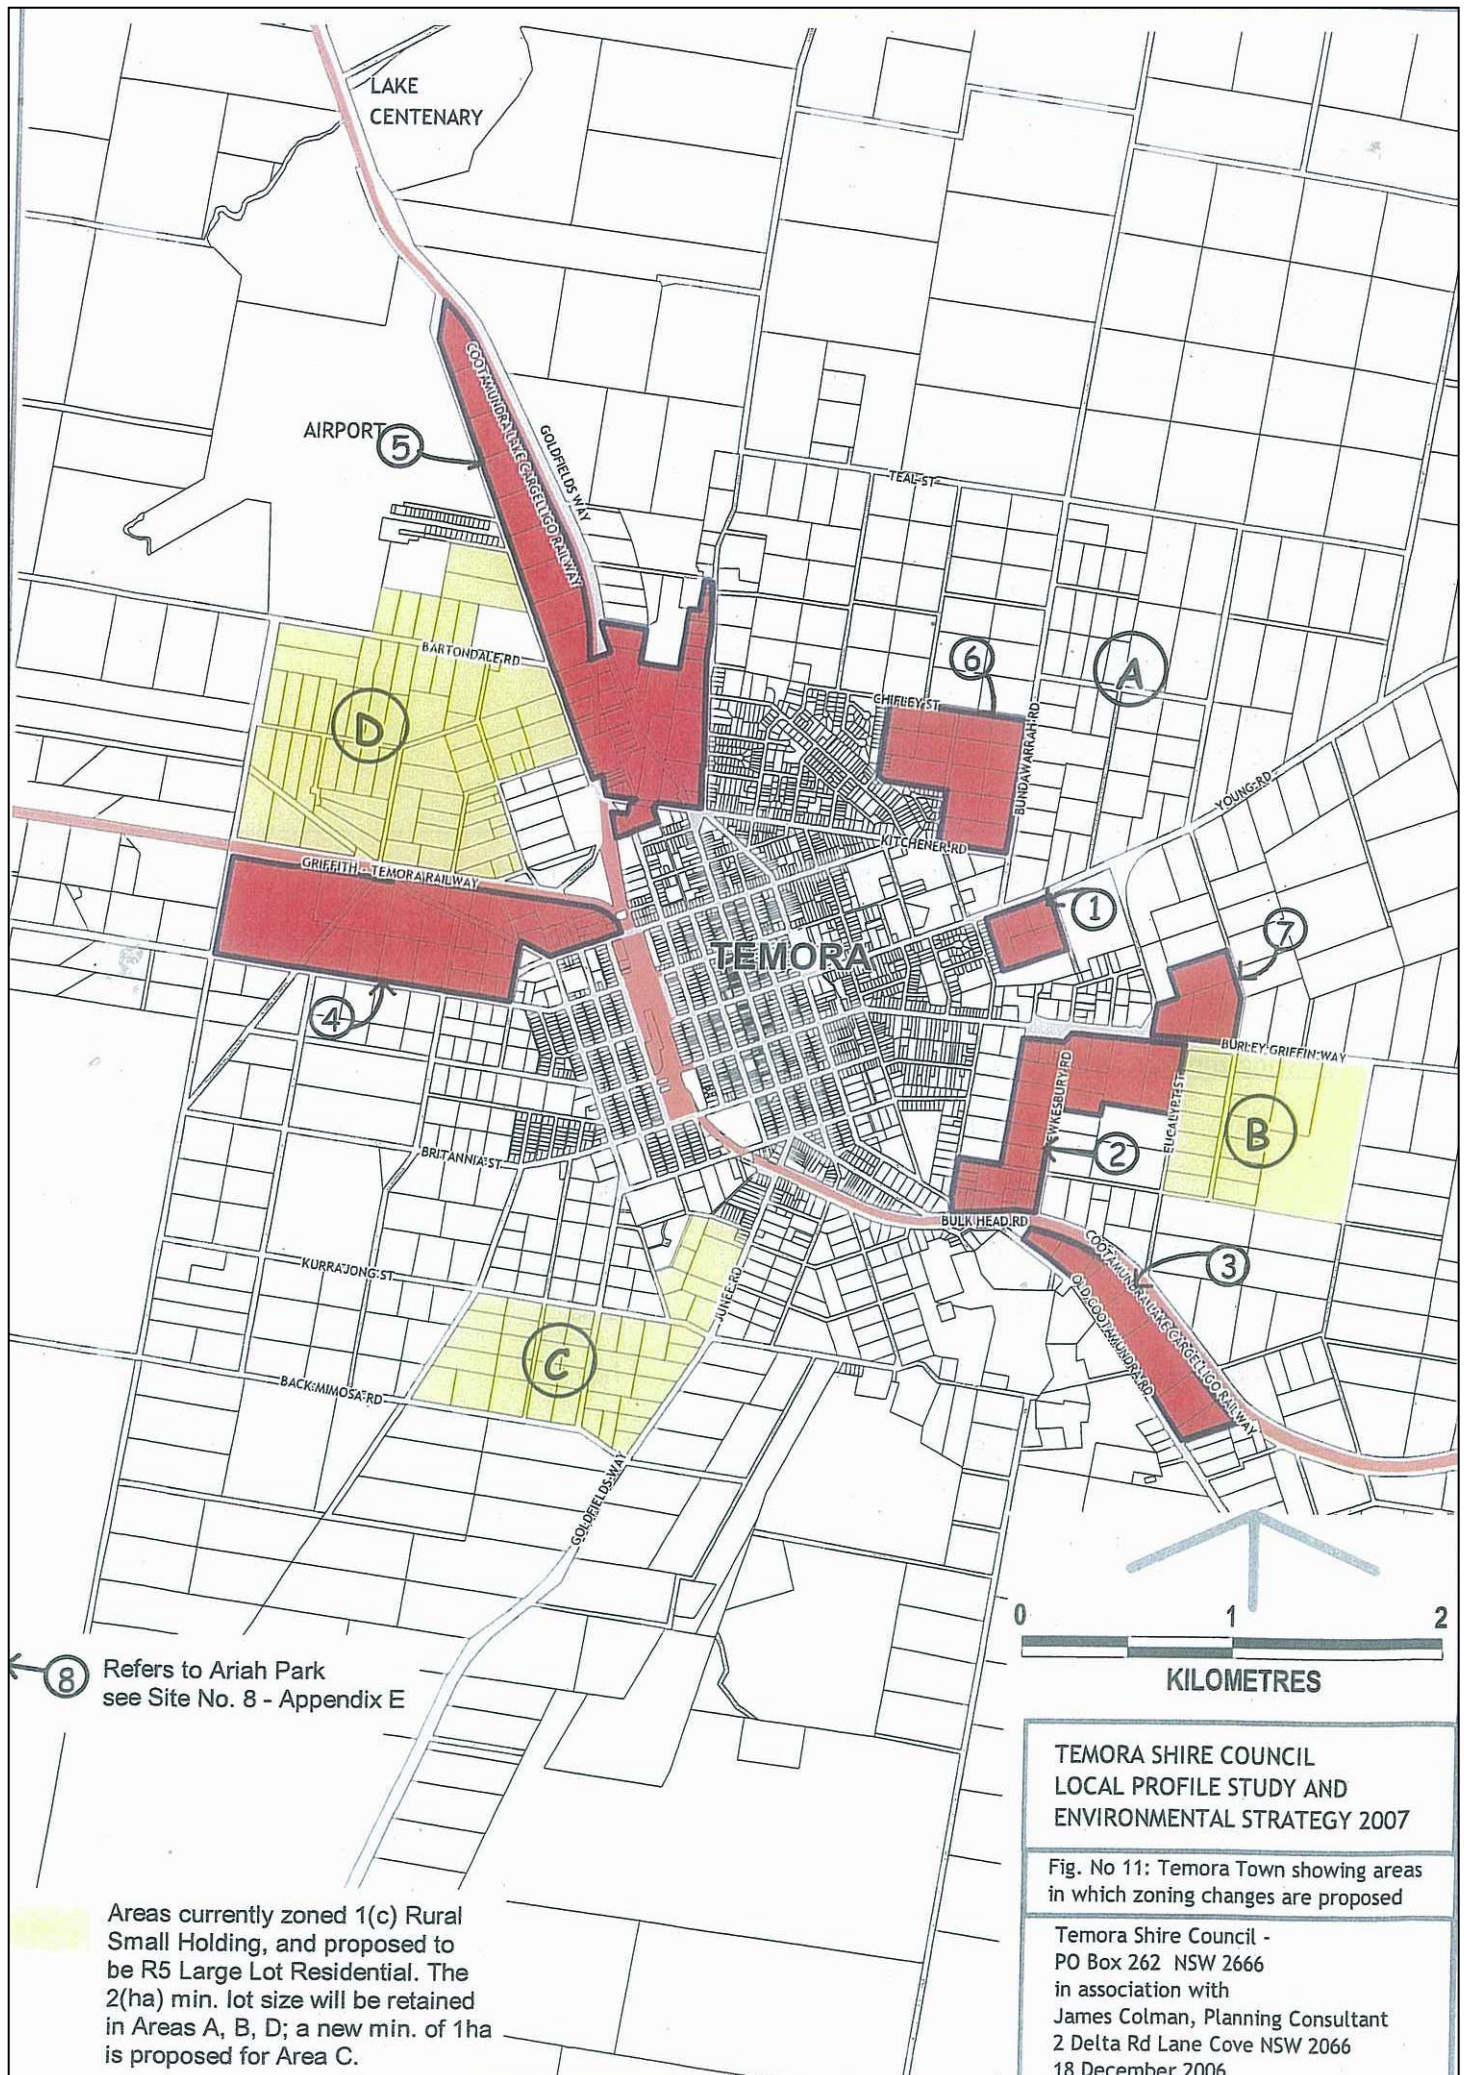 LAKE
CENTENARY
COOTAMUNDRA LAKE CARGELLIGO RAILWAY
GOLDFIELDS WAY
AIRPORT
5
TEAL ST
BARTONDALE RD
6
A
CHIFLEY ST
BUNDAWARRAH RD
D
YOUNG RD
KITCHENER RD
GRIFFITH - TEMORA RAILWAY
1
7
TEMORA
4
BURLEY GRIFFIN WAY
EWKESBURY RD
EUCALYPT ST
B
2
BRITANNIA ST
BULK HEAD RD
3
COOTAMUNDRA LAKE CARGELLIGO RAILWAY
OLD COOTAMUNDRA RD
KURRAJONG ST
JUNEE RD
C
BACK MIMOSA RD
GOLDFIELDS WAY
0 1 2
KILOMETRES
8 Refers to Ariah Park
see Site No. 8 - Appendix E
TEMORA SHIRE COUNCIL
LOCAL PROFILE STUDY AND
ENVIRONMENTAL STRATEGY 2007
Fig. No 11: Temora Town showing areas
in which zoning changes are proposed
Temora Shire Council -
PO Box 262 NSW 2666
in association with
James Colman, Planning Consultant
2 Delta Rd Lane Cove NSW 2066
18 December 2006
Areas currently zoned 1(c) Rural
Small Holding, and proposed to
be R5 Large Lot Residential. The
2(ha) min. lot size will be retained
in Areas A, B, D; a new min. of 1ha
is proposed for Area C.